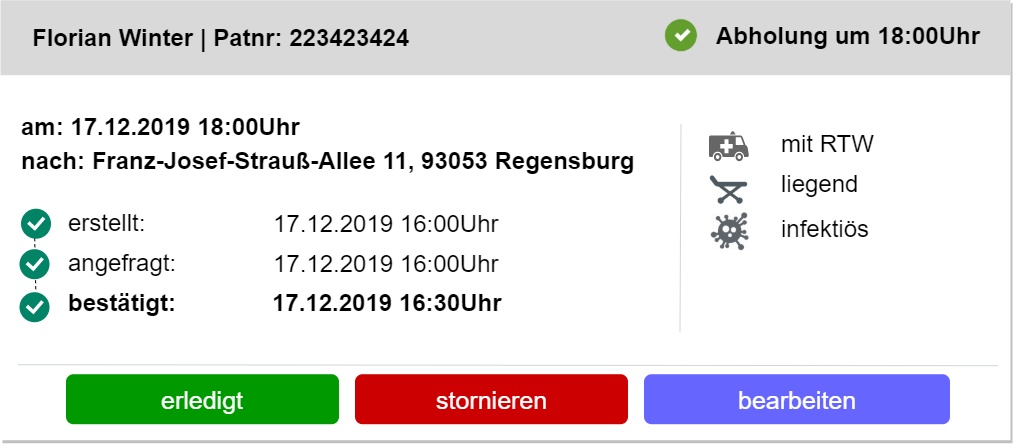 Florian Winter | Patnr: 223423424
Abholung um 18:00Uhr
am: 17.12.2019 18:00Uhr
nach: Franz-Josef-Strauß-Allee 11, 93053 Regensburg
erstellt: 17.12.2019 16:00Uhr
angefragt: 17.12.2019 16:00Uhr
bestätigt: 17.12.2019 16:30Uhr
mit RTW
liegend
infektiös
erledigt
stornieren
bearbeiten